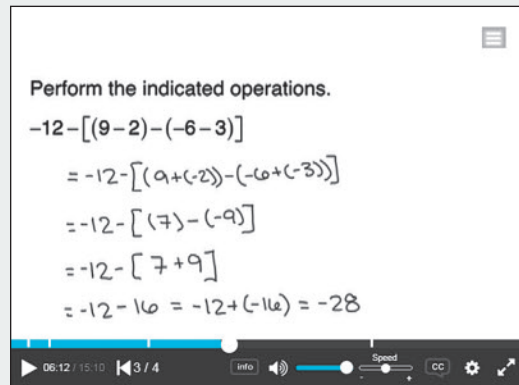 Perform the indicated operations.
−12−[(9−2)−(−6−3)]
=-12-[(9+(-2))-(-6+(-3))]
=-12-[(7)-(-9)]
=-12-[7+9]
=-12-16 = -12+(-16) = -28
Speed
06:12 / 15:10 3 / 4 info - + CC